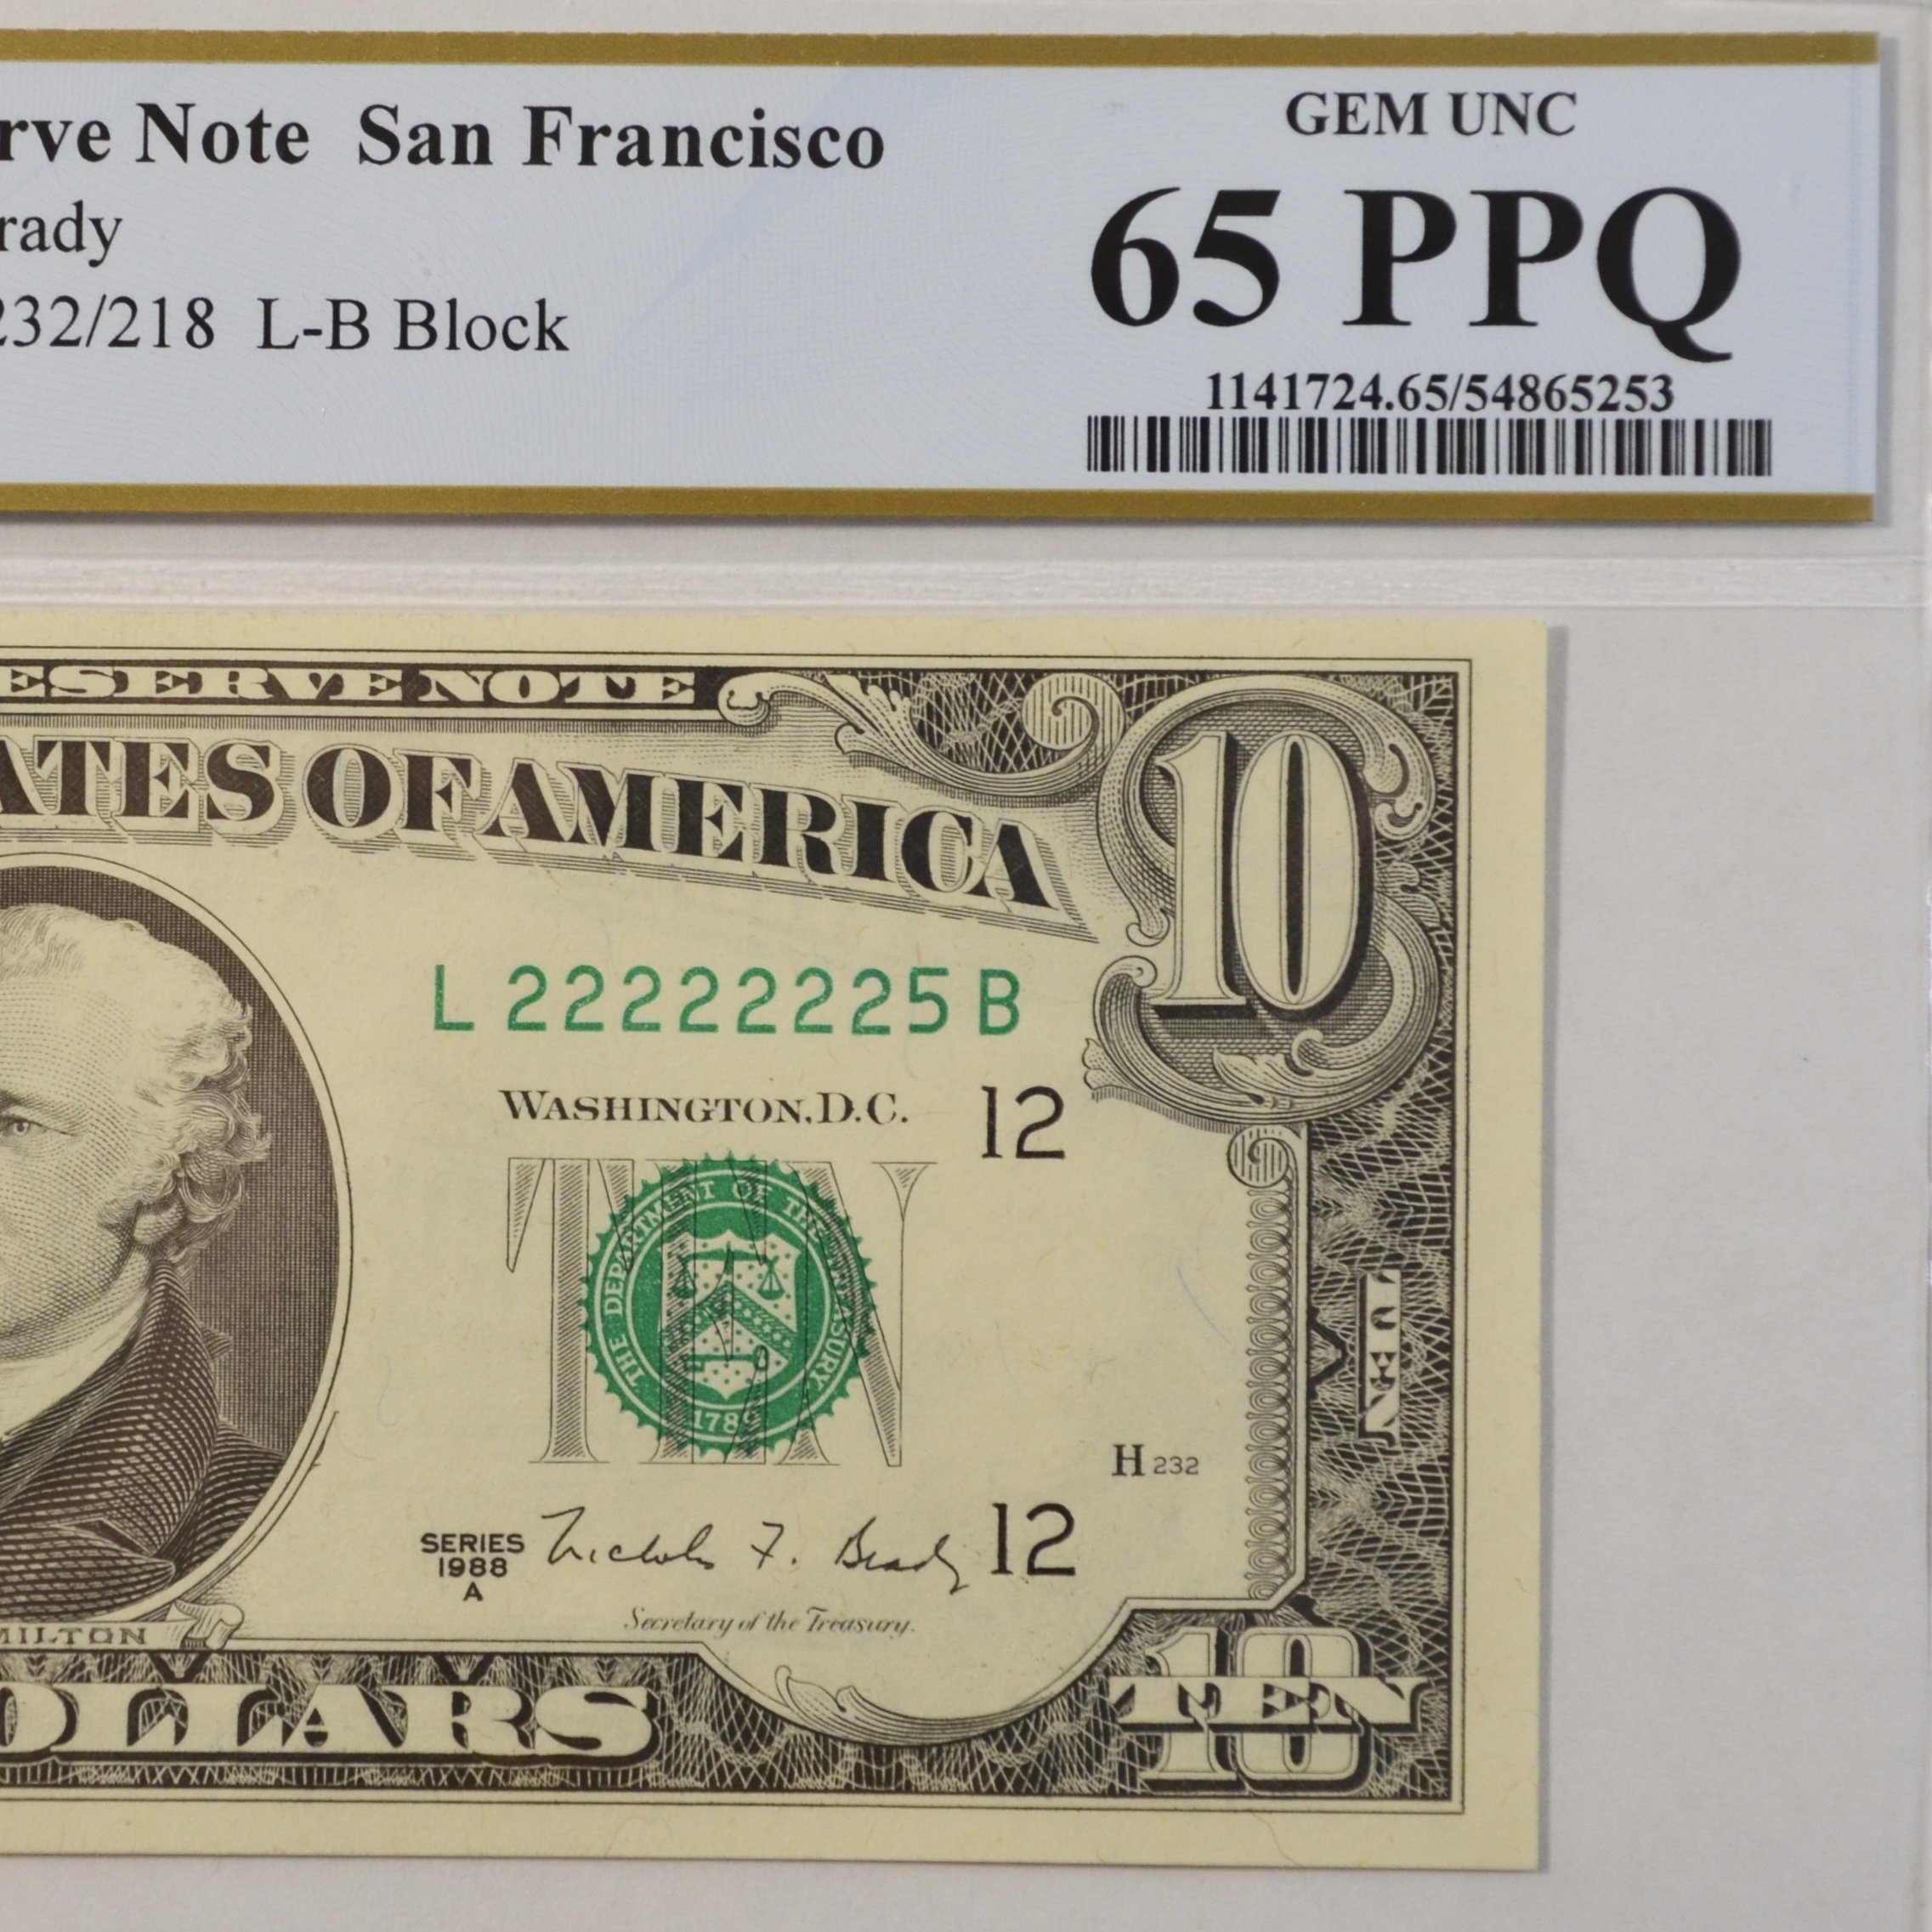 rve Note San Francisco
rady
232/218 L-B Block
GEM UNC
65 PPQ
1141724.65/54865253
ESERVE NOTE
ATES OF AMERICA
10
L 22222225 B
WASHINGTON, D.C.
12
TEN
THE DEPARTMENT OF THE TREASURY
1789
TEN
H 232
SERIES
1988
A
Nicholas F. Brady
12
Secretary of the Treasury.
MILTON
OLLARS
10
TEN